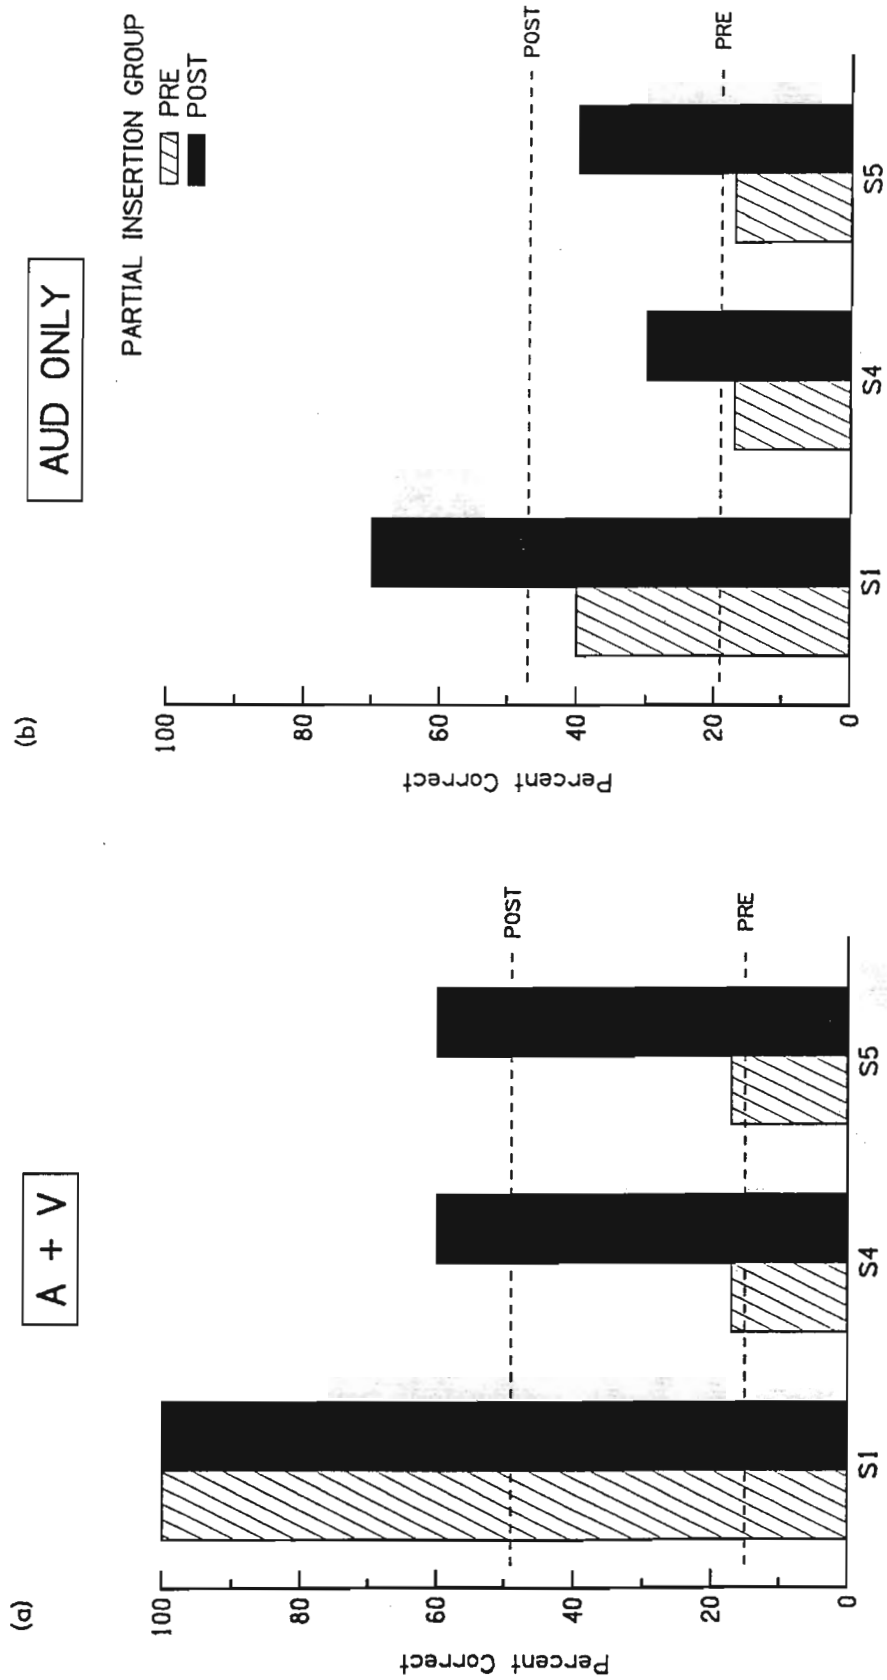 (a)
A + V
Percent Correct
100
80
60
40
20
0
POST
PRE
S1
S4
S5
(b)
AUD ONLY
PARTIAL INSERTION GROUP
PRE
POST
Percent Correct
100
80
60
40
20
0
POST
PRE
S1
S4
S5